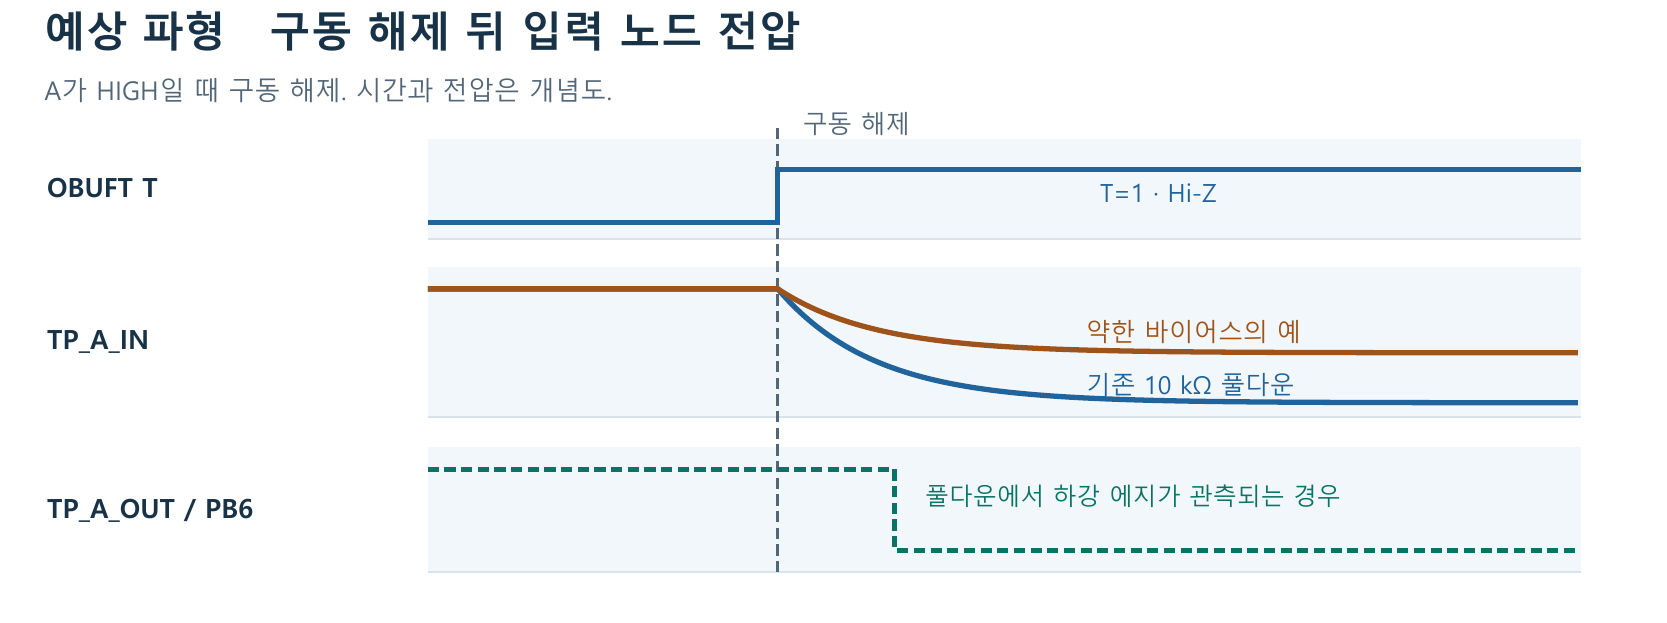 예상 파형 구동 해제 뒤 입력 노드 전압
A가 HIGH일 때 구동 해제. 시간과 전압은 개념도.
구동 해제
OBUFT T
T=1 · Hi-Z
TP_A_IN
약한 바이어스의 예
기존 10 kΩ 풀다운
TP_A_OUT / PB6
풀다운에서 하강 에지가 관측되는 경우